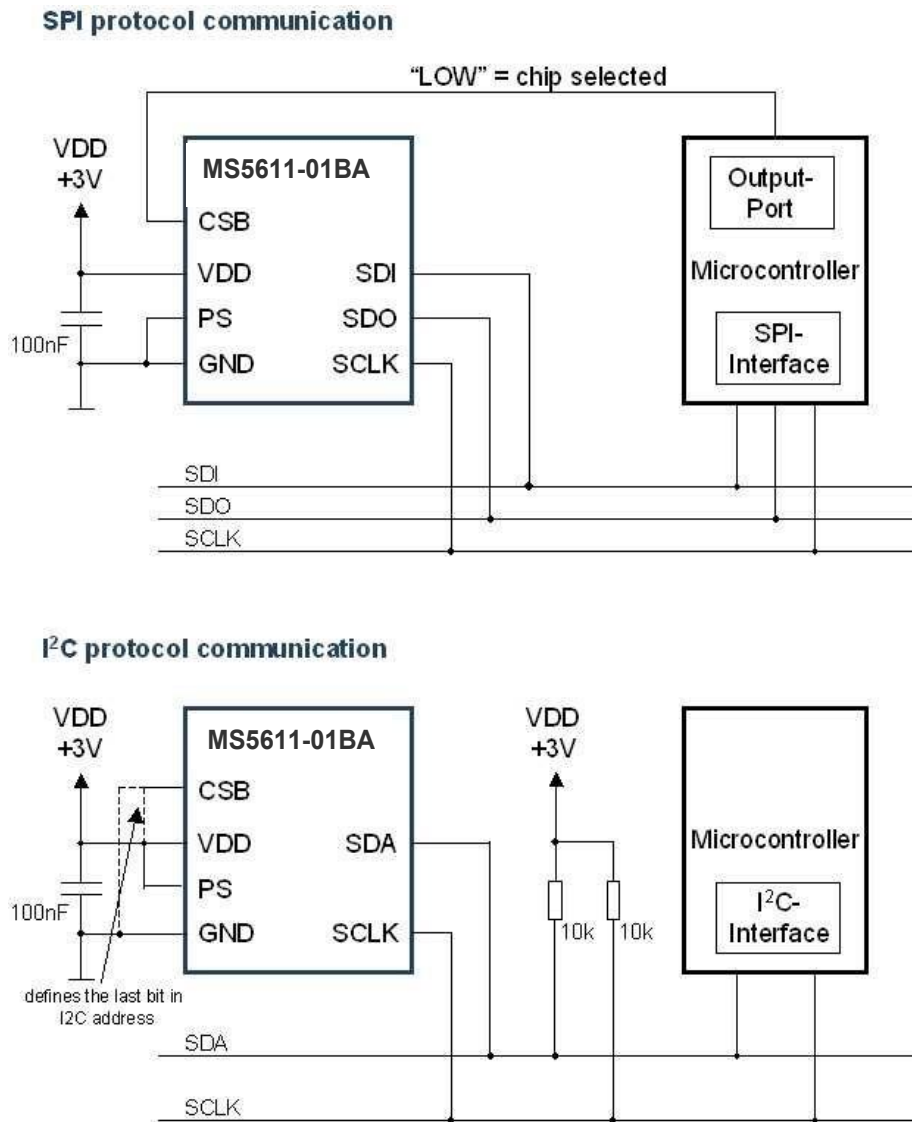 SPI protocol communication
“LOW” = chip selected
VDD
+3V
100nF
MS5611-01BA
CSB
VDD
PS
GND
SDI
SDO
SCLK
Output-
Port
Microcontroller
SPI-
Interface
SDI
SDO
SCLK
I²C protocol communication
VDD
+3V
100nF
defines the last bit in
I2C address
MS5611-01BA
CSB
VDD
PS
GND
SDA
SCLK
VDD
+3V
10k
10k
Microcontroller
I²C-
Interface
SDA
SCLK